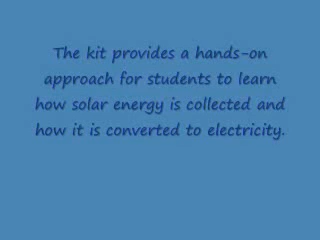 The kit provides a hands-on
approach for students to learn
how solar energy is collected and
how it is converted to electricity.